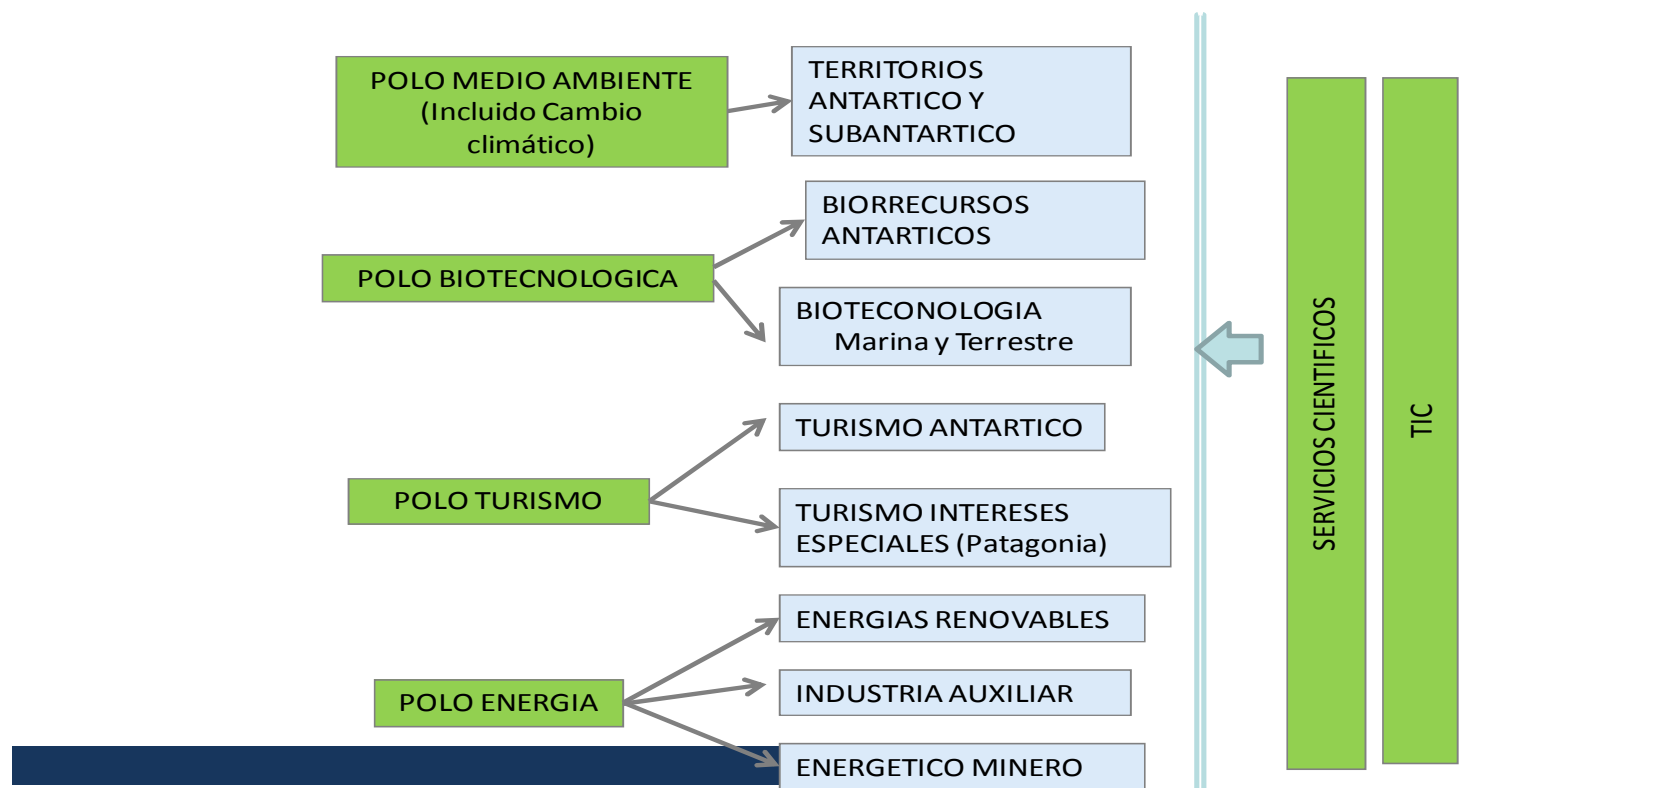 POLO MEDIO AMBIENTE
(Incluido Cambio
climático)
TERRITORIOS
ANTARTICO Y
SUBANTARTICO
POLO BIOTECNOLOGICA
BIORRECURSOS
ANTARTICOS
BIOTECONOLOGIA
Marina y Terrestre
POLO TURISMO
TURISMO ANTARTICO
TURISMO INTERESES
ESPECIALES (Patagonia)
POLO ENERGIA
ENERGIAS RENOVABLES
INDUSTRIA AUXILIAR
ENERGETICO MINERO
SERVICIOS CIENTIFICOS
TIC